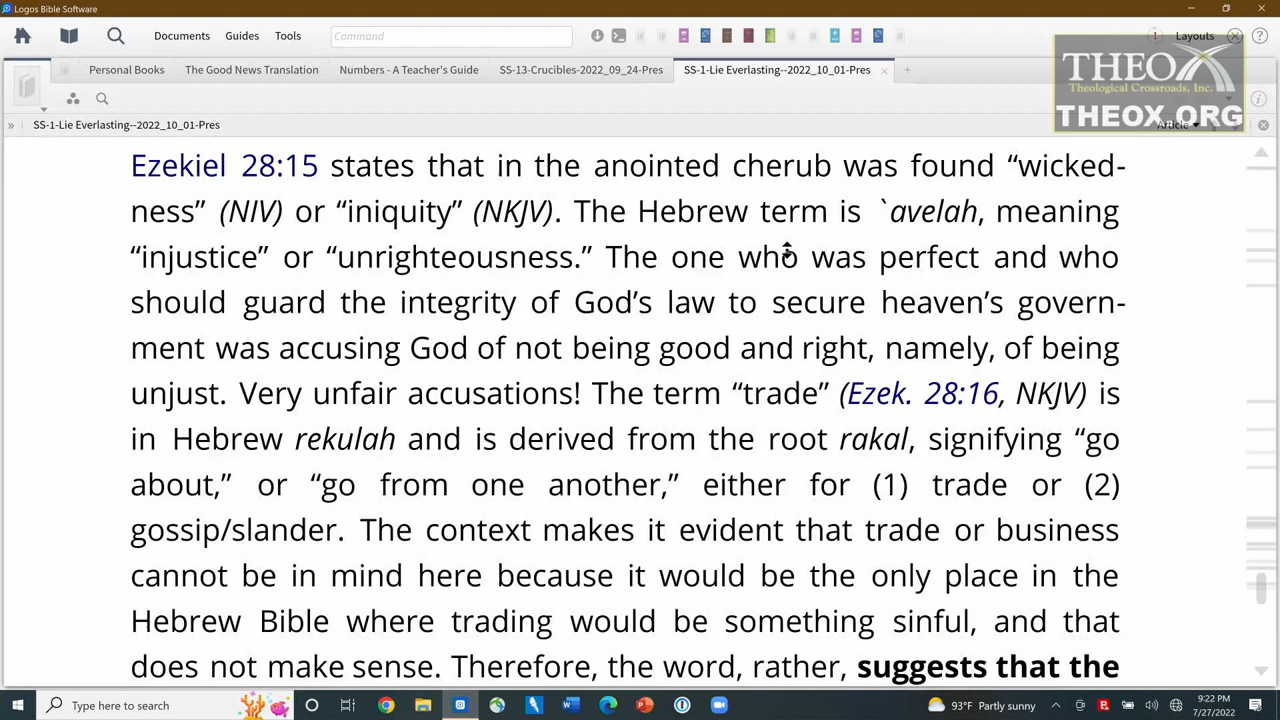 Logos Bible Software
Documents Guides Tools Command Layouts
THEOX
Theological Crossroads, Inc.
THEOX.ORG
Personal Books The Good News Translation Numbers - A Teacher's Guide SS-13-Crucibles-2022_09_24-Pres SS-1-Lie Everlasting--2022_10_01-Pres
SS-1-Lie Everlasting--2022_10_01-Pres Article
Ezekiel 28:15 states that in the anointed cherub was found “wicked-
ness” (NIV) or “iniquity” (NKJV). The Hebrew term is `avelah, meaning
“injustice” or “unrighteousness.” The one who was perfect and who
should guard the integrity of God’s law to secure heaven’s govern-
ment was accusing God of not being good and right, namely, of being
unjust. Very unfair accusations! The term “trade” (Ezek. 28:16, NKJV) is
in Hebrew rekulah and is derived from the root rakal, signifying “go
about,” or “go from one another,” either for (1) trade or (2)
gossip/slander. The context makes it evident that trade or business
cannot be in mind here because it would be the only place in the
Hebrew Bible where trading would be something sinful, and that
does not make sense. Therefore, the word, rather, suggests that the
Type here to search 93°F Partly sunny 9:22 PM
7/27/2022